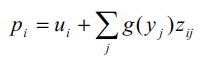 p_i = u_i + \sum_j g(y_j) z_{ij}